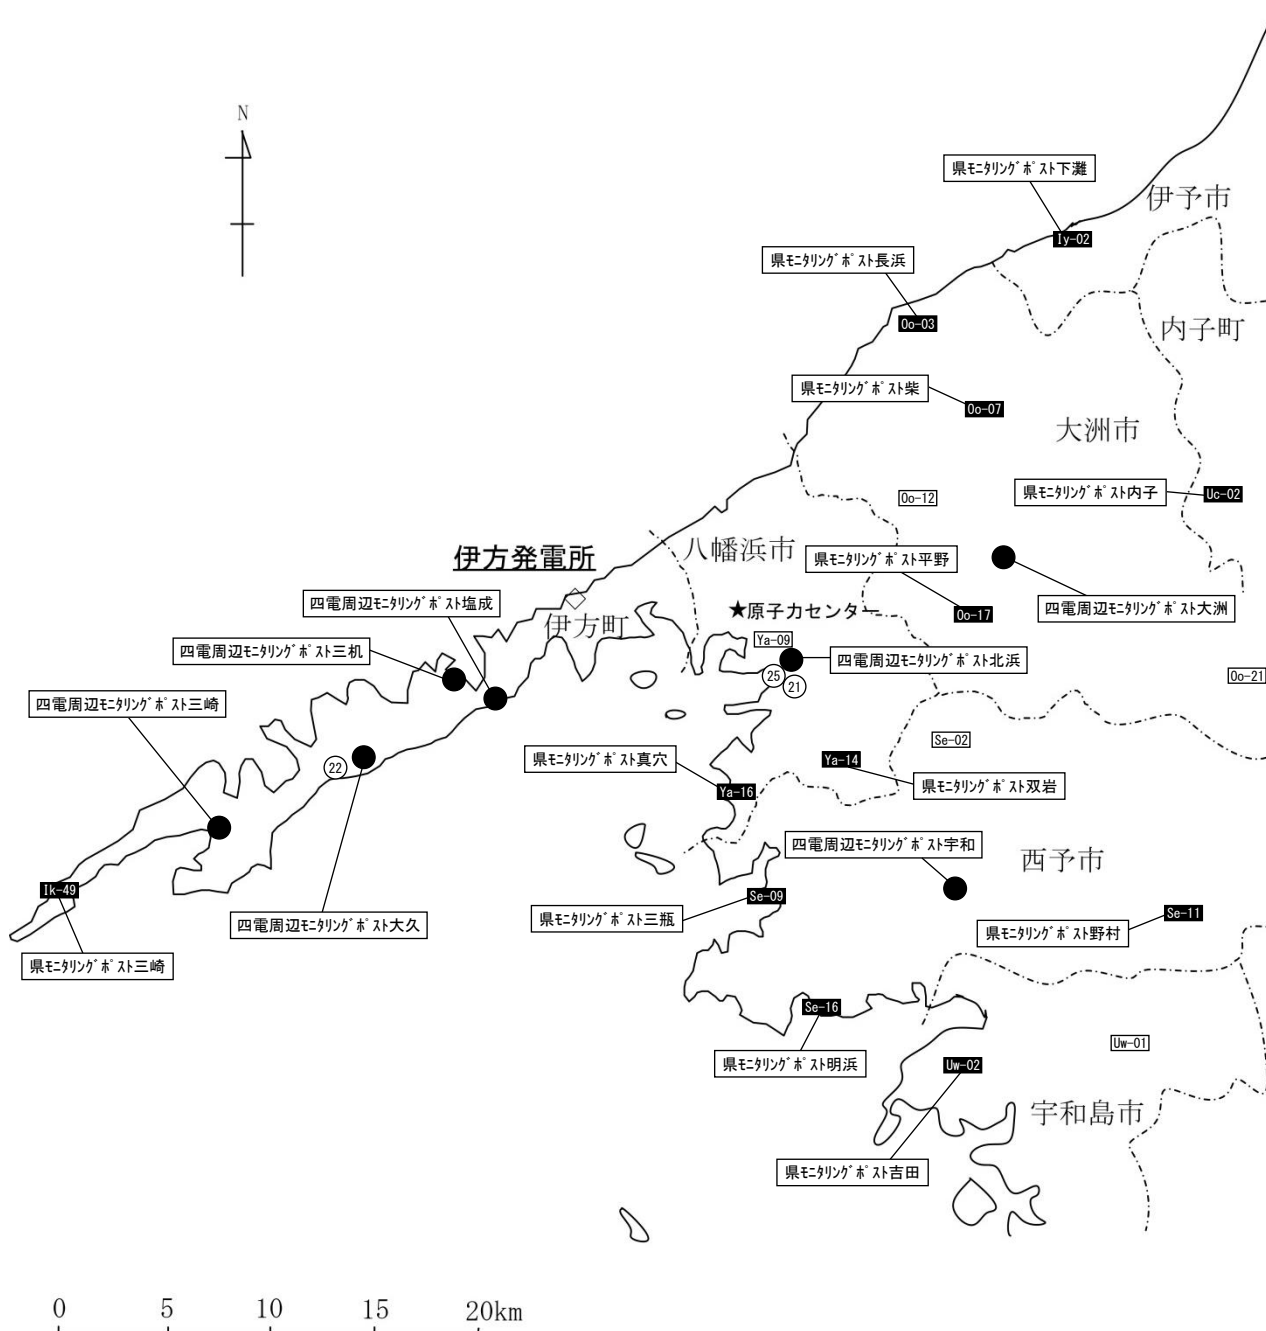 N
県ﾓﾆﾀﾘﾝｸﾞﾎﾟｽﾄ下灘
伊予市
Iy-02
県ﾓﾆﾀﾘﾝｸﾞﾎﾟｽﾄ長浜
Oo-03
内子町
県ﾓﾆﾀﾘﾝｸﾞﾎﾟｽﾄ柴
Oo-07
大洲市
Oo-12
県ﾓﾆﾀﾘﾝｸﾞﾎﾟｽﾄ内子
Uc-02
伊方発電所
八幡浜市
県ﾓﾆﾀﾘﾝｸﾞﾎﾟｽﾄ平野
四電周辺ﾓﾆﾀﾘﾝｸﾞﾎﾟｽﾄ塩成
伊方町
★原子力センター
Oo-17
四電周辺ﾓﾆﾀﾘﾝｸﾞﾎﾟｽﾄ大洲
四電周辺ﾓﾆﾀﾘﾝｸﾞﾎﾟｽﾄ三机
Ya-09
四電周辺ﾓﾆﾀﾘﾝｸﾞﾎﾟｽﾄ北浜
25
21
Oo-21
四電周辺ﾓﾆﾀﾘﾝｸﾞﾎﾟｽﾄ三崎
Se-02
22
県ﾓﾆﾀﾘﾝｸﾞﾎﾟｽﾄ真穴
Ya-14
Ya-16
県ﾓﾆﾀﾘﾝｸﾞﾎﾟｽﾄ双岩
四電周辺ﾓﾆﾀﾘﾝｸﾞﾎﾟｽﾄ宇和
西予市
Ik-49
Se-09
四電周辺ﾓﾆﾀﾘﾝｸﾞﾎﾟｽﾄ大久
県ﾓﾆﾀﾘﾝｸﾞﾎﾟｽﾄ三瓶
Se-11
県ﾓﾆﾀﾘﾝｸﾞﾎﾟｽﾄ野村
県ﾓﾆﾀﾘﾝｸﾞﾎﾟｽﾄ三崎
Se-16
Uw-01
県ﾓﾆﾀﾘﾝｸﾞﾎﾟｽﾄ明浜
Uw-02
宇和島市
県ﾓﾆﾀﾘﾝｸﾞﾎﾟｽﾄ吉田
0 5 10 15 20km